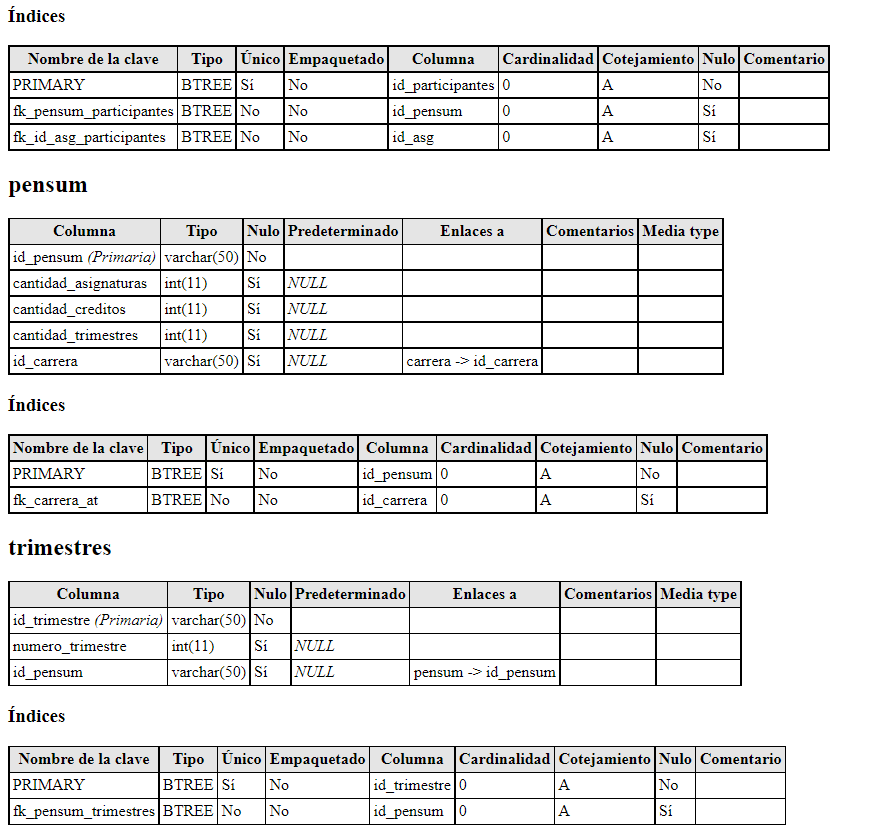 Índices
Nombre de la clave Tipo Único Empaquetado Columna Cardinalidad Cotejamiento Nulo Comentario
PRIMARY BTREE Sí No id_participantes 0 A No
fk_pensum_participantes BTREE No No id_pensum 0 A Sí
fk_id_asg_participantes BTREE No No id_asg 0 A Sí
pensum
Columna Tipo Nulo Predeterminado Enlaces a Comentarios Media type
id_pensum (Primaria) varchar(50) No
cantidad_asignaturas int(11) Sí NULL
cantidad_creditos int(11) Sí NULL
cantidad_trimestres int(11) Sí NULL
id_carrera varchar(50) Sí NULL carrera -> id_carrera
Índices
Nombre de la clave Tipo Único Empaquetado Columna Cardinalidad Cotejamiento Nulo Comentario
PRIMARY BTREE Sí No id_pensum 0 A No
fk_carrera_at BTREE No No id_carrera 0 A Sí
trimestres
Columna Tipo Nulo Predeterminado Enlaces a Comentarios Media type
id_trimestre (Primaria) varchar(50) No
numero_trimestre int(11) Sí NULL
id_pensum varchar(50) Sí NULL pensum -> id_pensum
Índices
Nombre de la clave Tipo Único Empaquetado Columna Cardinalidad Cotejamiento Nulo Comentario
PRIMARY BTREE Sí No id_trimestre 0 A No
fk_pensum_trimestres BTREE No No id_pensum 0 A Sí